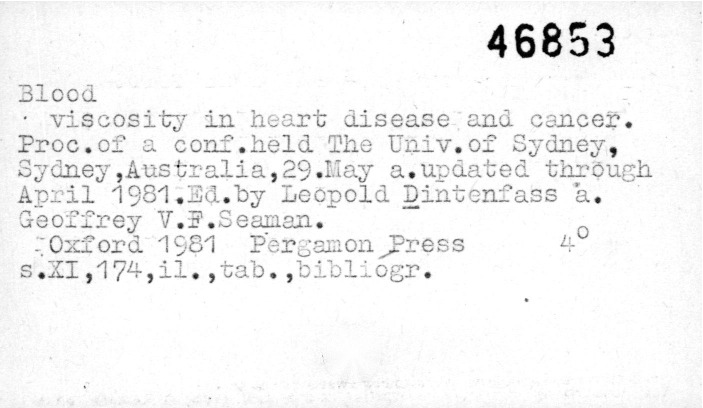 46853
Blood
viscosity in heart disease and cancer.
Proc.of a conf.held The Univ.of Sydney,
Sydney,Australia,29.May a.updated through
April 1981.Ed.by Leopold Dintenfass a.
Geoffrey V.F.Seaman.
Oxford 1981 Pergamon Press 4°
s.XI,174,il.,tab.,bibliogr.